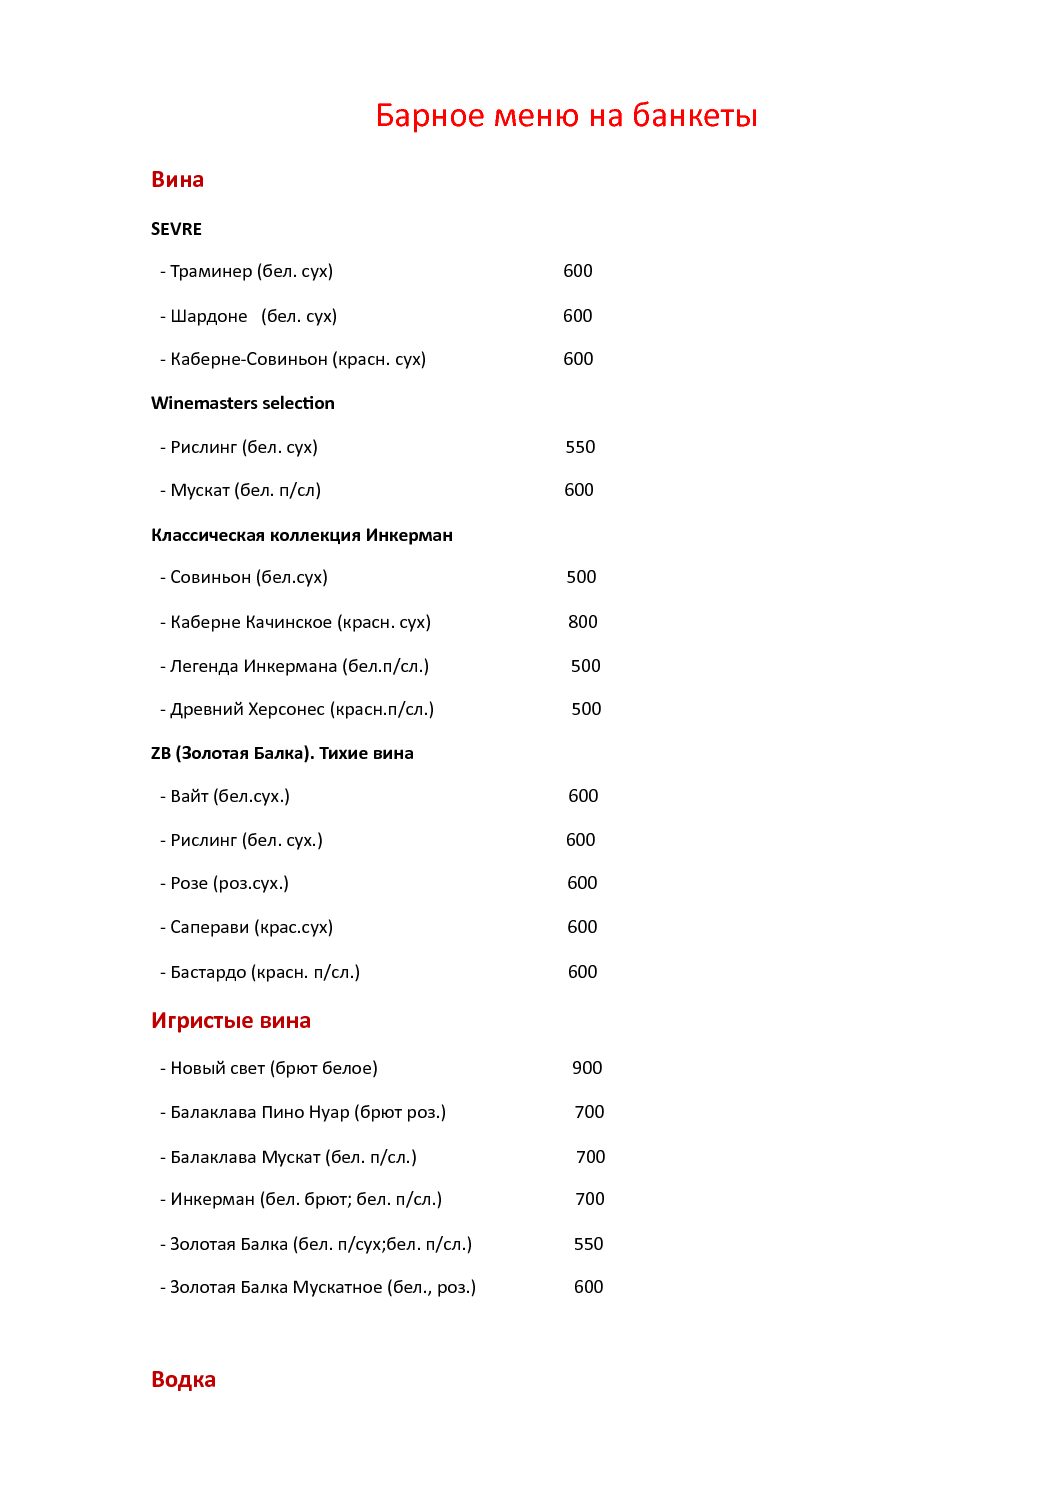 Барное меню на банкеты
Вина
SEVRE
- Траминер (бел. сух) 600
- Шардоне (бел. сух) 600
- Каберне-Совиньон (красн. сух) 600
Winemasters selection
- Рислинг (бел. сух) 550
- Мускат (бел. п/сл) 600
Классическая коллекция Инкерман
- Совиньон (бел.сух) 500
- Каберне Качинское (красн. сух) 800
- Легенда Инкермана (бел.п/сл.) 500
- Древний Херсонес (красн.п/сл.) 500
ZB (Золотая Балка). Тихие вина
- Вайт (бел.сух.) 600
- Рислинг (бел. сух.) 600
- Розе (роз.сух.) 600
- Саперави (крас.сух) 600
- Бастардо (красн. п/сл.) 600
Игристые вина
- Новый свет (брют белое) 900
- Балаклава Пино Нуар (брют роз.) 700
- Балаклава Мускат (бел. п/сл.) 700
- Инкерман (бел. брют; бел. п/сл.) 700
- Золотая Балка (бел. п/сух;бел. п/сл.) 550
- Золотая Балка Мускатное (бел., роз.) 600
Водка